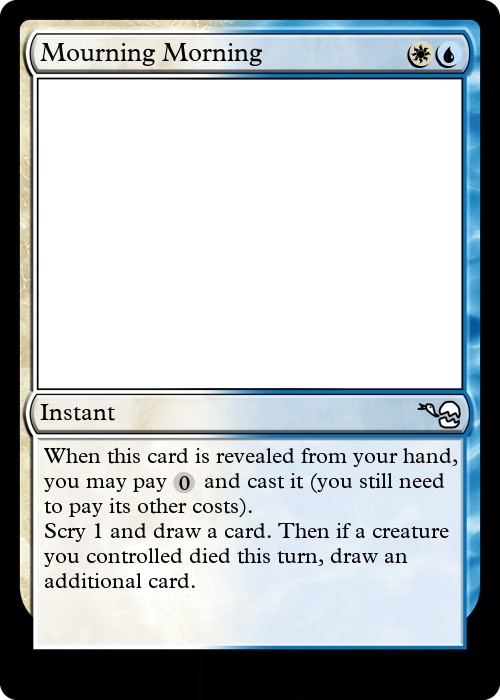 Mourning Morning
Instant
When this card is revealed from your hand,
you may pay 0 and cast it (you still need
to pay its other costs).
Scry 1 and draw a card. Then if a creature
you controlled died this turn, draw an
additional card.